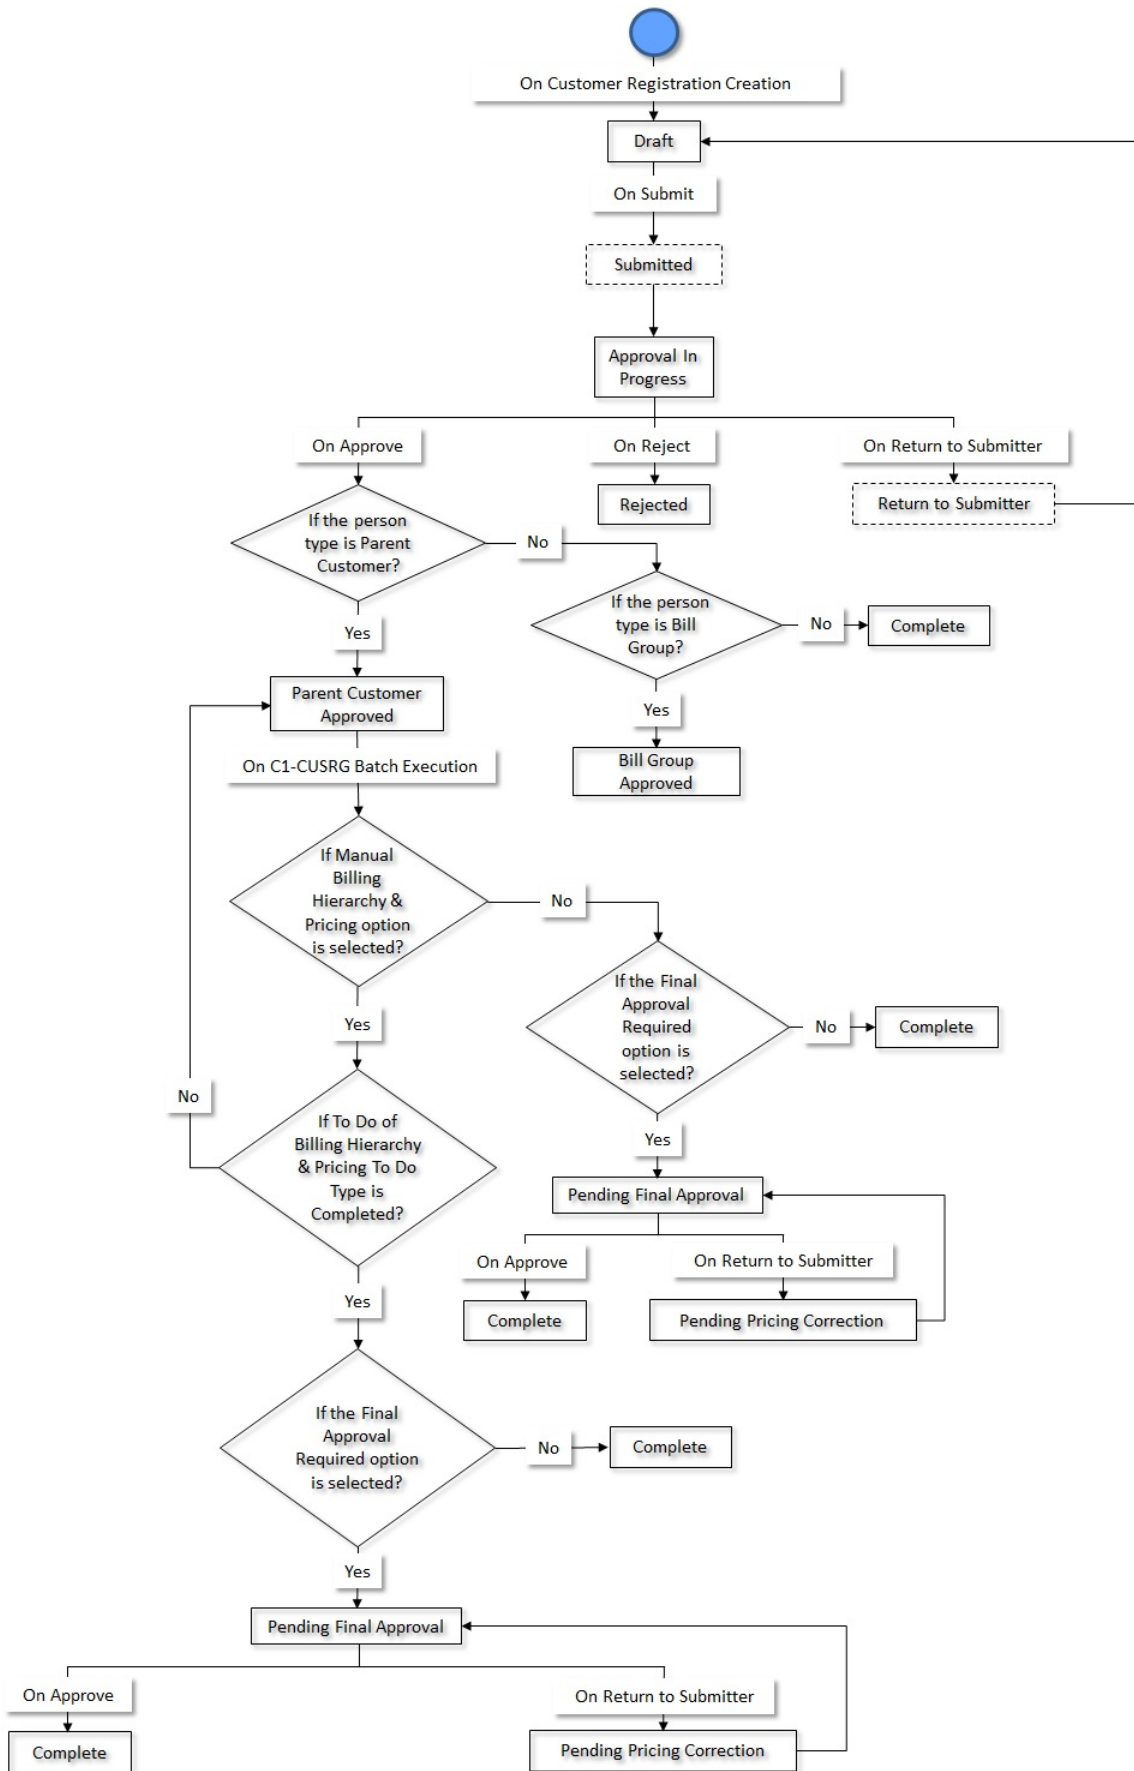 On Customer Registration Creation
Draft
On Submit
Submitted
Approval In
Progress
On Approve
On Reject
On Return to Submitter
Rejected
Return to Submitter
If the person
type is Parent
Customer?
No
If the person
type is Bill
Group?
No
Complete
Yes
Parent Customer
Approved
Yes
Bill Group
Approved
On C1-CUSRG Batch Execution
If Manual
Billing
Hierarchy &
Pricing option
is selected?
No
If the Final
Approval
Required
option is
selected?
No
Complete
Yes
No
If To Do of
Billing Hierarchy
& Pricing To Do
Type is
Completed?
Yes
Pending Final Approval
On Approve
On Return to Submitter
Complete
Pending Pricing Correction
Yes
If the Final
Approval
Required option
is selected?
No
Complete
Yes
Pending Final Approval
On Approve
On Return to Submitter
Complete
Pending Pricing Correction